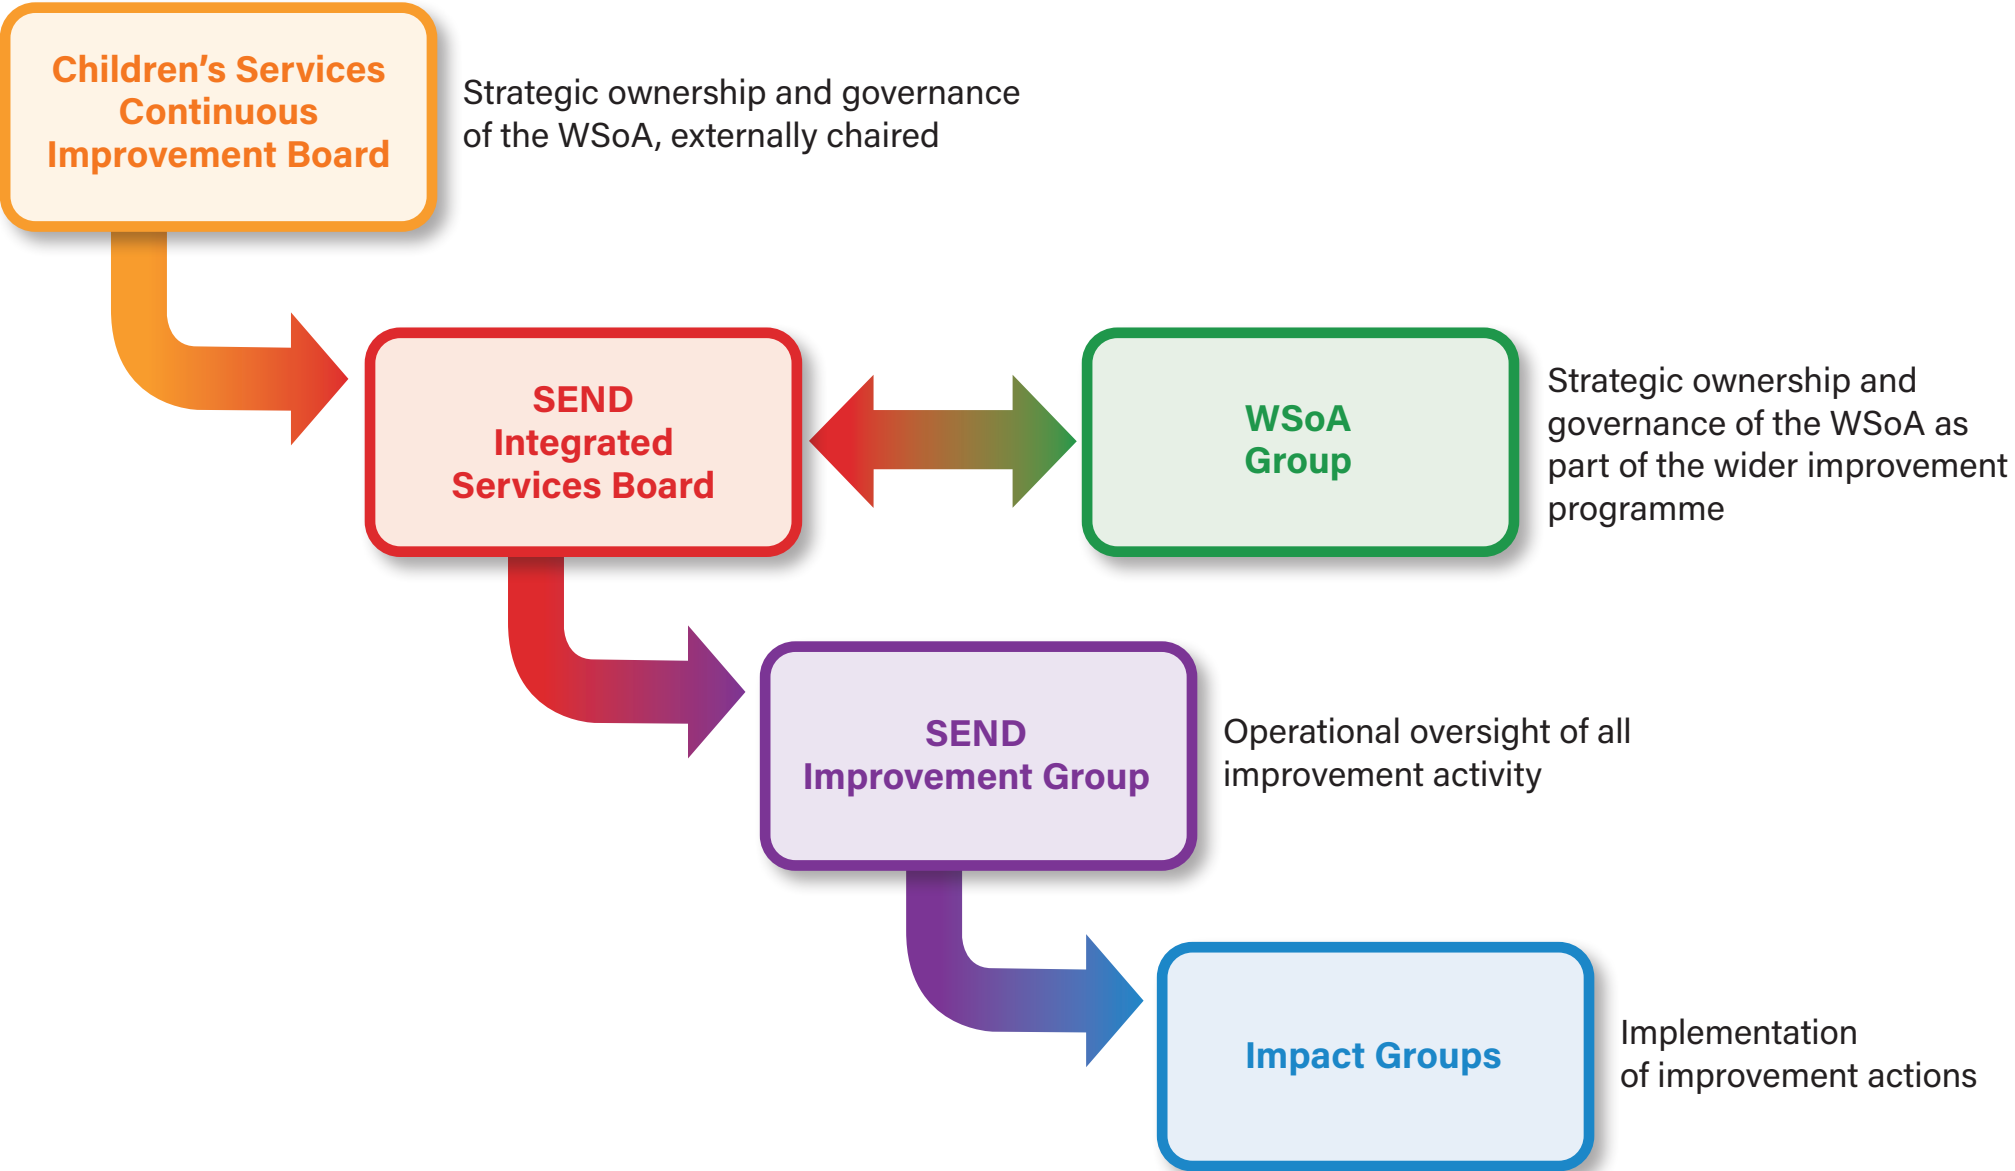 Children’s Services
Continuous
Improvement Board
Strategic ownership and governance
of the WSoA, externally chaired
SEND
Integrated
Services Board
WSoA
Group
Strategic ownership and
governance of the WSoA as
part of the wider improvement
programme
SEND
Improvement Group
Operational oversight of all
improvement activity
Impact Groups
Implementation
of improvement actions